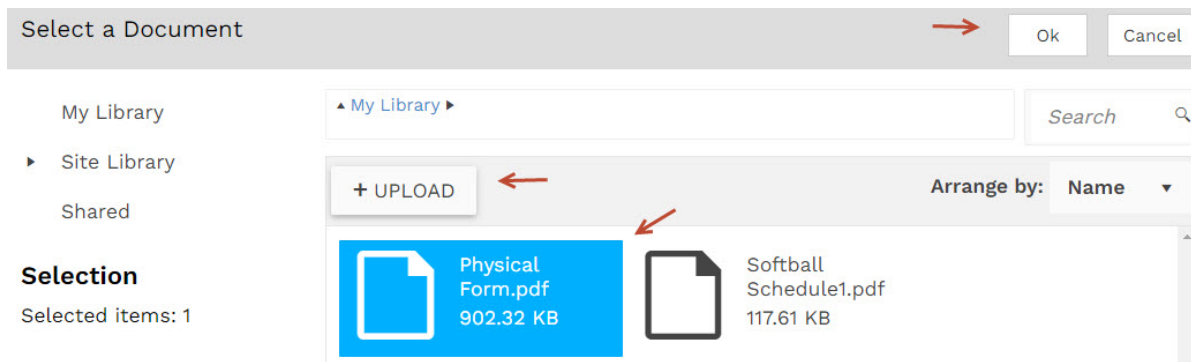 Select a Document
Ok
Cancel
My Library
Site Library
Shared
Selection
Selected items: 1
My Library
Search
+ UPLOAD
Arrange by: Name
Physical
Form.pdf
902.32 KB
Softball
Schedule1.pdf
117.61 KB